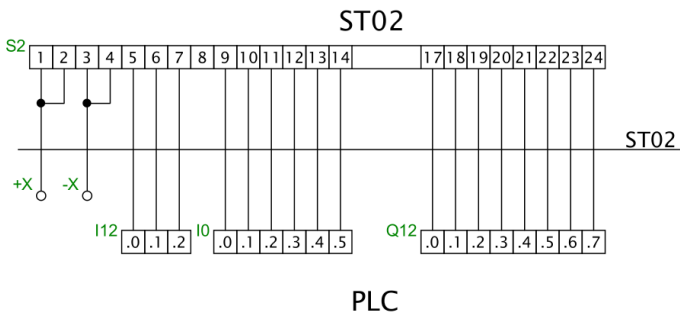 ST02
S2 1 2 3 4 5 6 7 8 9 10 11 12 13 14 17 18 19 20 21 22 23 24
ST02
+X -X
I12 .0 .1 .2 I0 .0 .1 .2 .3 .4 .5 Q12 .0 .1 .2 .3 .4 .5 .6 .7
PLC